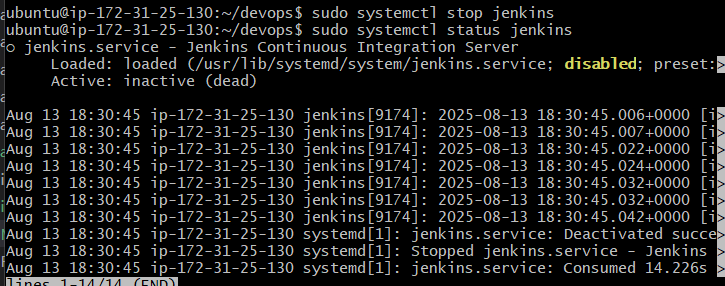 ubuntu@ip-172-31-25-130:~/devops$ sudo systemctl stop jenkins
ubuntu@ip-172-31-25-130:~/devops$ sudo systemctl status jenkins
○ jenkins.service - Jenkins Continuous Integration Server
     Loaded: loaded (/usr/lib/systemd/system/jenkins.service; disabled; preset:>
     Active: inactive (dead)

Aug 13 18:30:45 ip-172-31-25-130 jenkins[9174]: 2025-08-13 18:30:45.006+0000 [i>
Aug 13 18:30:45 ip-172-31-25-130 jenkins[9174]: 2025-08-13 18:30:45.007+0000 [i>
Aug 13 18:30:45 ip-172-31-25-130 jenkins[9174]: 2025-08-13 18:30:45.022+0000 [i>
Aug 13 18:30:45 ip-172-31-25-130 jenkins[9174]: 2025-08-13 18:30:45.024+0000 [i>
Aug 13 18:30:45 ip-172-31-25-130 jenkins[9174]: 2025-08-13 18:30:45.032+0000 [i>
Aug 13 18:30:45 ip-172-31-25-130 jenkins[9174]: 2025-08-13 18:30:45.032+0000 [i>
Aug 13 18:30:45 ip-172-31-25-130 jenkins[9174]: 2025-08-13 18:30:45.042+0000 [i>
Aug 13 18:30:45 ip-172-31-25-130 systemd[1]: jenkins.service: Deactivated succe>
Aug 13 18:30:45 ip-172-31-25-130 systemd[1]: Stopped jenkins.service - Jenkins >
Aug 13 18:30:45 ip-172-31-25-130 systemd[1]: jenkins.service: Consumed 14.226s >
lines 1-14/14 (END)